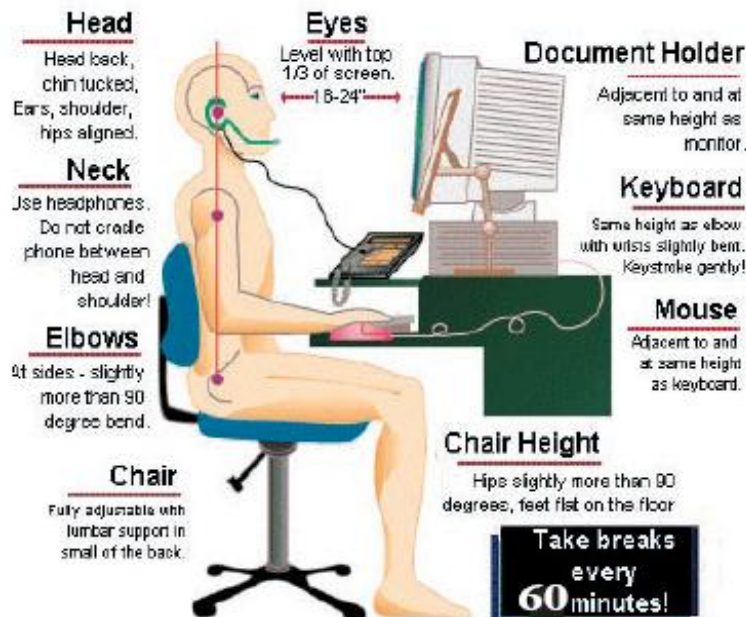 Head
Head back,
chin tucked,
Ears, shoulder,
hips aligned.
Neck
Use headphones.
Do not cradle
phone between
head and
shoulder!
Elbows
At sides - slightly
more than 90
degree bend.
Chair
Fully adjustable with
lumbar support in
small of the back.
Eyes
Level with top
1/3 of screen.
18-24"
Document Holder
Adjacent to and at
same height as
monitor.
Keyboard
Same height as elbow
with wrists slightly bent.
Keystroke gently!
Mouse
Adjacent to and
at same height
as keyboard.
Chair Height
Hips slightly more than 90
degrees, feet flat on the floor
Take breaks
every
60 minutes!